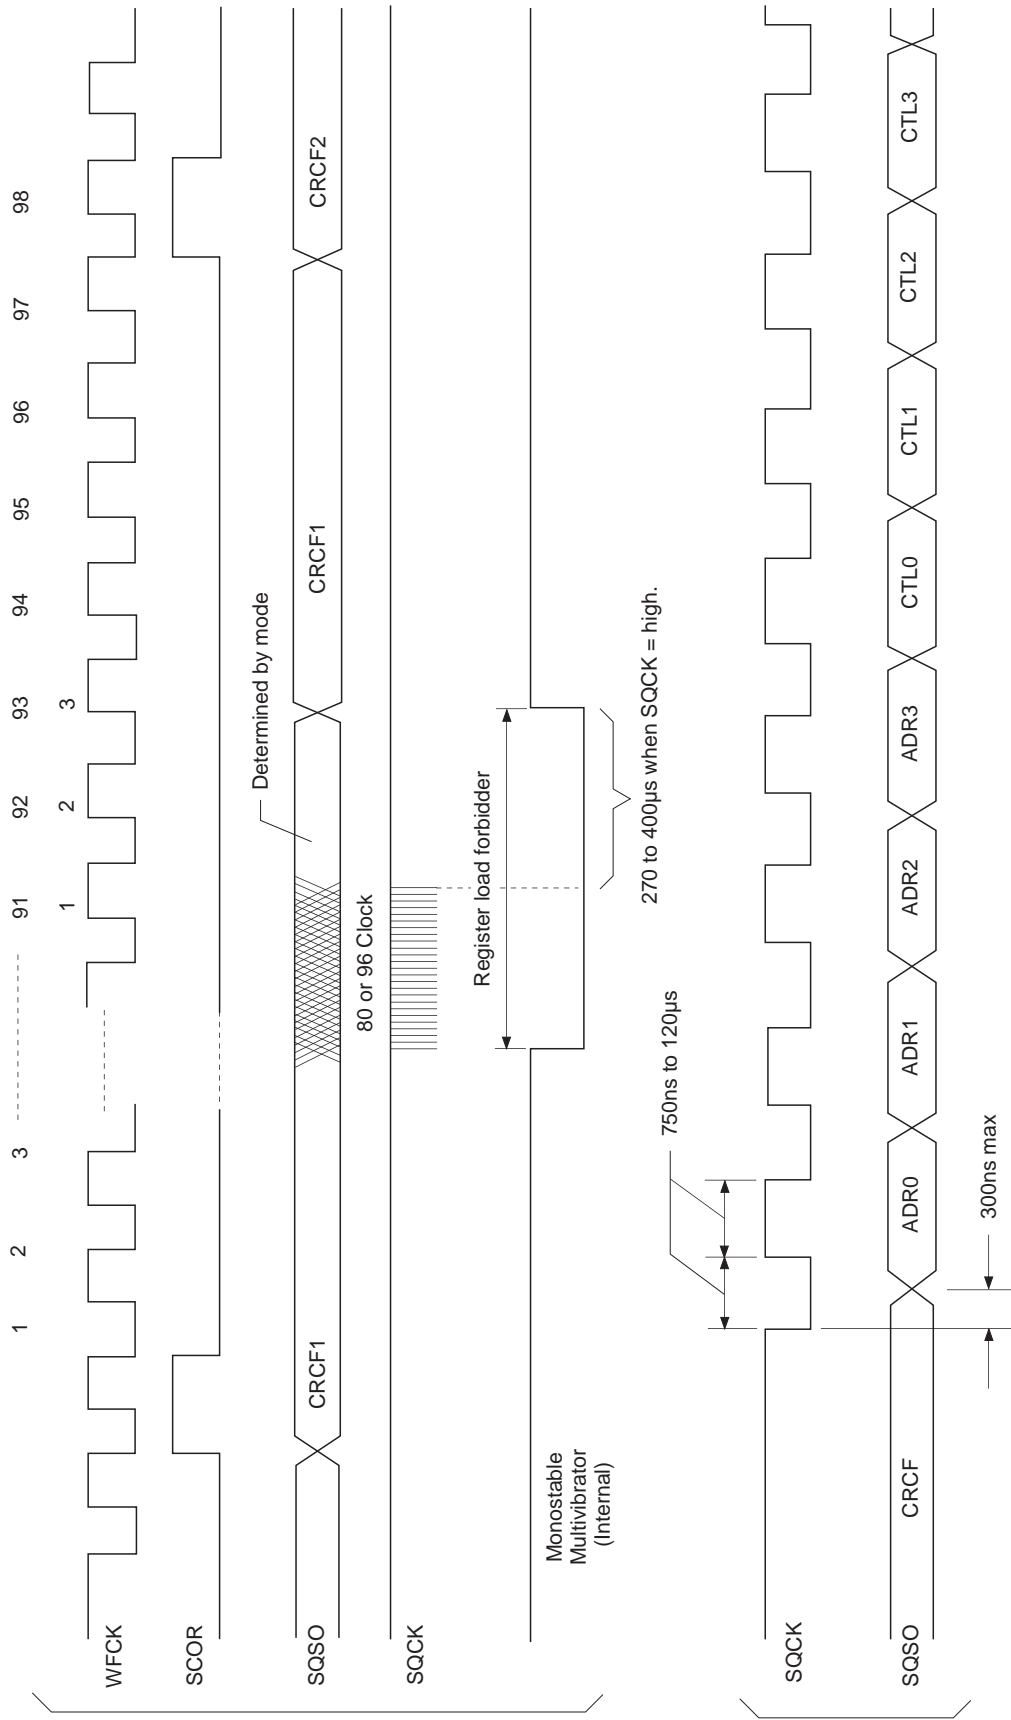 1 2 3 91 92 93 94 95 96 97 98
1 2 3
WFCK
SCOR
Determined by mode
SQSO CRCF1 CRCF1 CRCF2
80 or 96 Clock
SQCK
Register load forbidder
Monostable
Multivibrator
(Internal)
270 to 400µs when SQCK = high.
750ns to 120µs
SQCK
SQSO CRCF ADR0 ADR1 ADR2 ADR3 CTL0 CTL1 CTL2 CTL3
300ns max